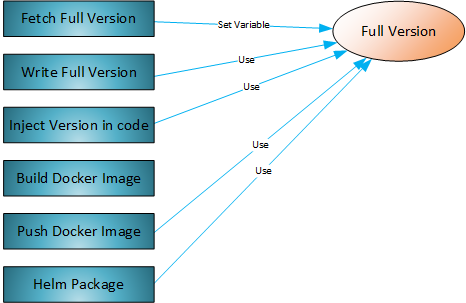 Fetch Full Version
Set Variable
Full Version
Write Full Version
Use
Inject Version in code
Use
Build Docker Image
Use
Push Docker Image
Use
Helm Package